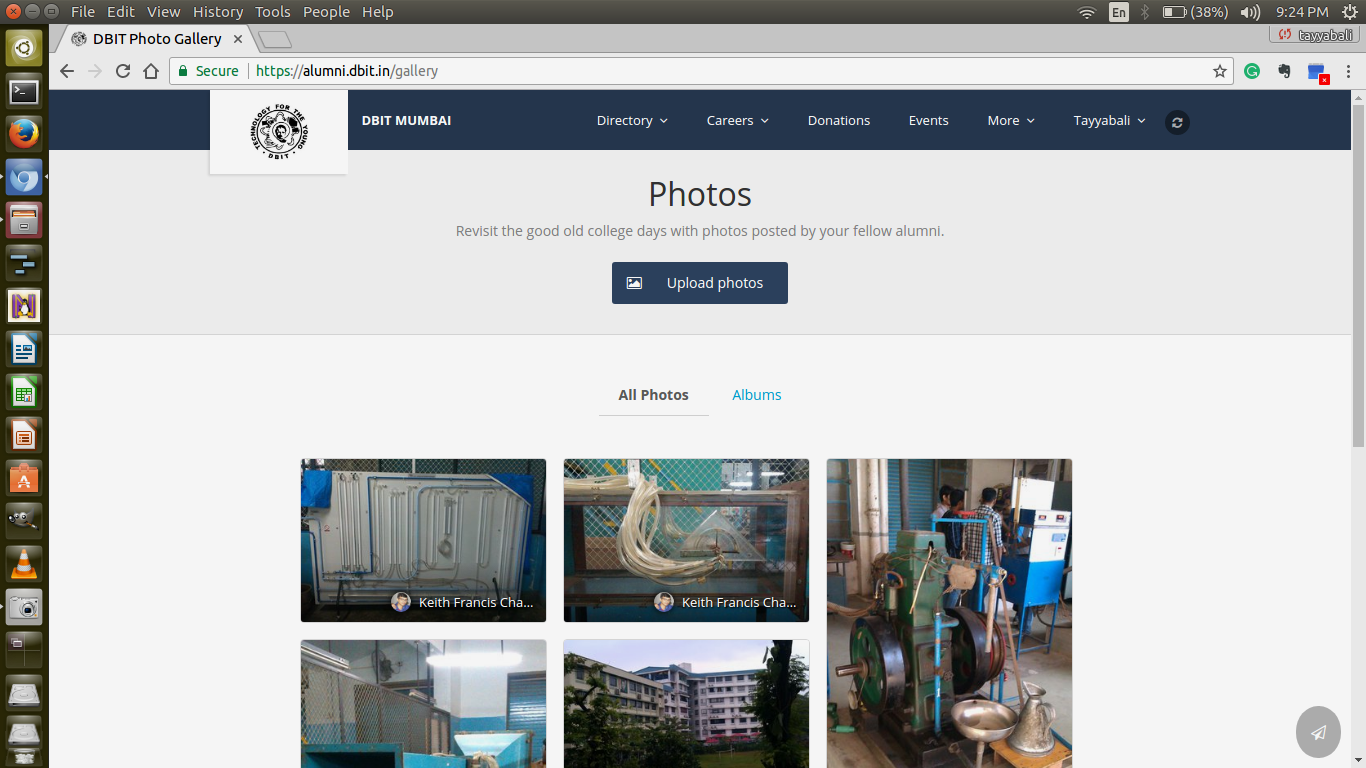 File Edit View History Tools People Help
En (38%) 9:24 PM
DBIT Photo Gallery
tayyabali
Secure https://alumni.dbit.in/gallery
TECHNOLOGY FOR THE YOUNG
DBIT
DBIT MUMBAI
Directory Careers Donations Events More Tayyabali
Photos
Revisit the good old college days with photos posted by your fellow alumni.
Upload photos
All Photos Albums
Keith Francis Cha... Keith Francis Cha...